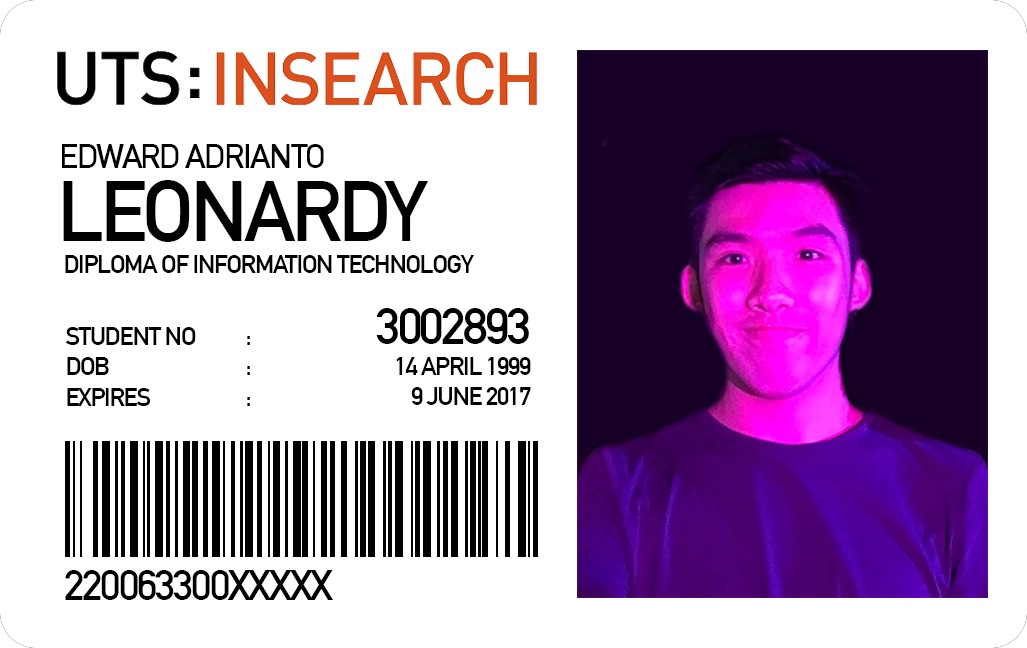 UTS:INSEARCH
EDWARD ADRIANTO
LEONARDY
DIPLOMA OF INFORMATION TECHNOLOGY
STUDENT NO : 3002893
DOB : 14 APRIL 1999
EXPIRES : 9 JUNE 2017
220063300XXXXX